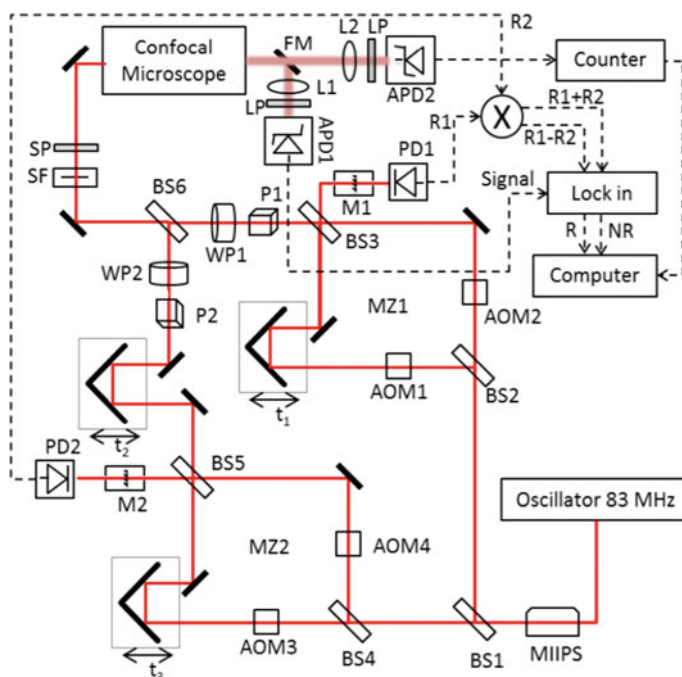 R2
L2 LP
FM
Confocal
Microscope
Counter
L1
LP
APD2
APD1
R1+R2
R1-R2
X
R1
PD1
SP
SF
BS6
P1
M1
Signal
Lock in
BS3
WP1
R NR
WP2
MZ1
Computer
AOM2
P2
AOM1
BS2
t1
t2
PD2
BS5
M2
Oscillator 83 MHz
MZ2
AOM4
AOM3
BS4
BS1
MIIPS